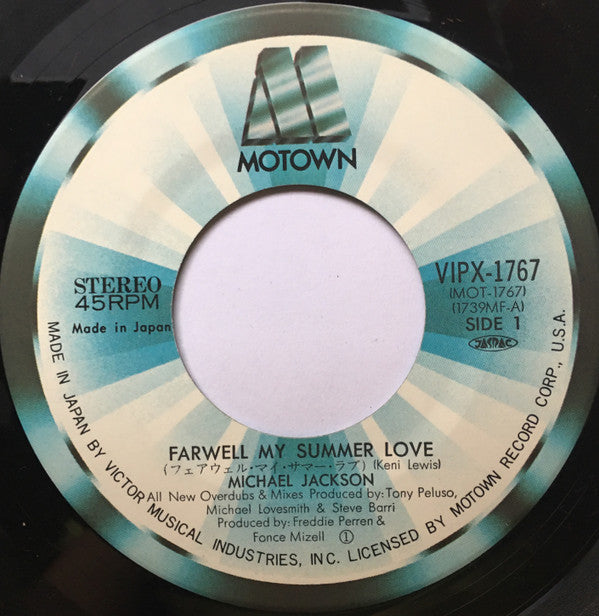 MOTOWN
STEREO
45RPM
Made in Japan
VIPX-1767
(MOT-1767)
(1739MF-A)
SIDE 1
JASRAC
FARWELL MY SUMMER LOVE
(フェアウェル・マイ・サマー・ラブ) (Keni Lewis)
MICHAEL JACKSON
All New Overdubs & Mixes Produced by: Tony Peluso,
Michael Lovesmith & Steve Barri
Produced by: Freddie Perren &
Fonce Mizell Ⓘ
MADE IN JAPAN BY VICTOR MUSICAL INDUSTRIES, INC. LICENSED BY MOTOWN RECORD CORP., U.S.A.